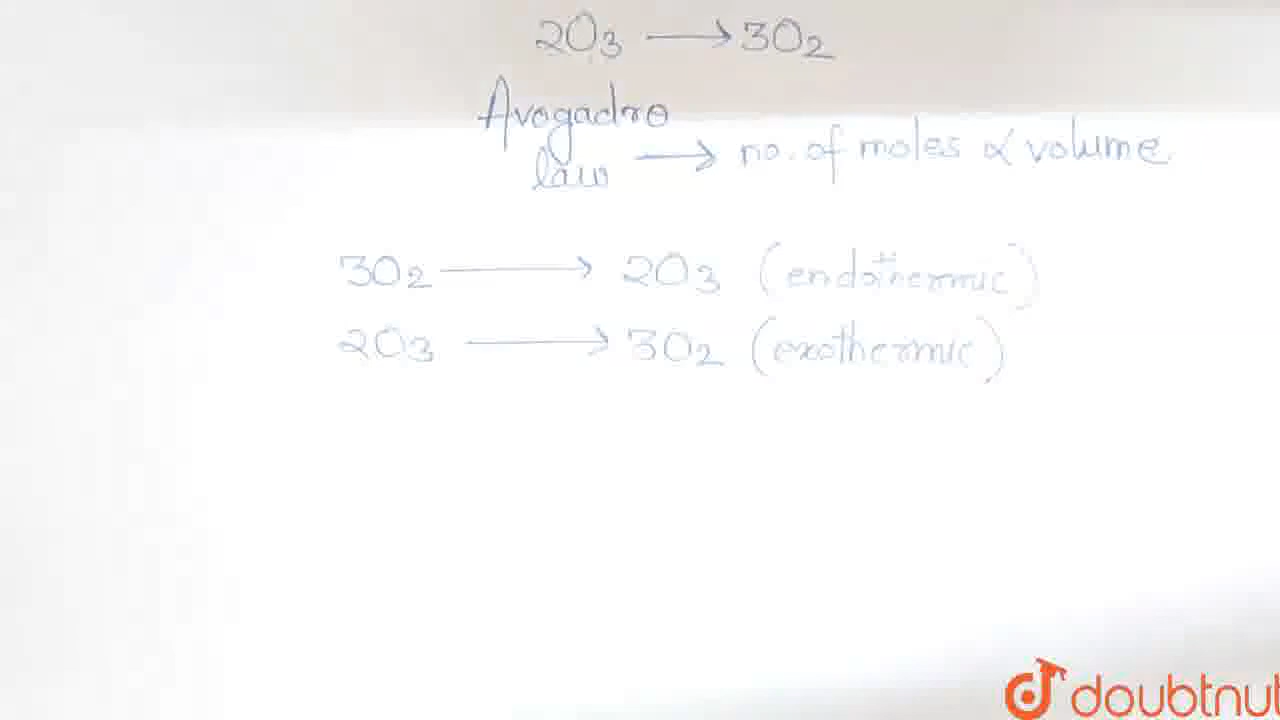 2O₃ ⟶ 3O₂
Avogadro
law ⟶ no. of moles ∝ volume.
3O₂ ⟶ 2O₃ (endothermic)
2O₃ ⟶ 3O₂ (exothermic)
doubtnut